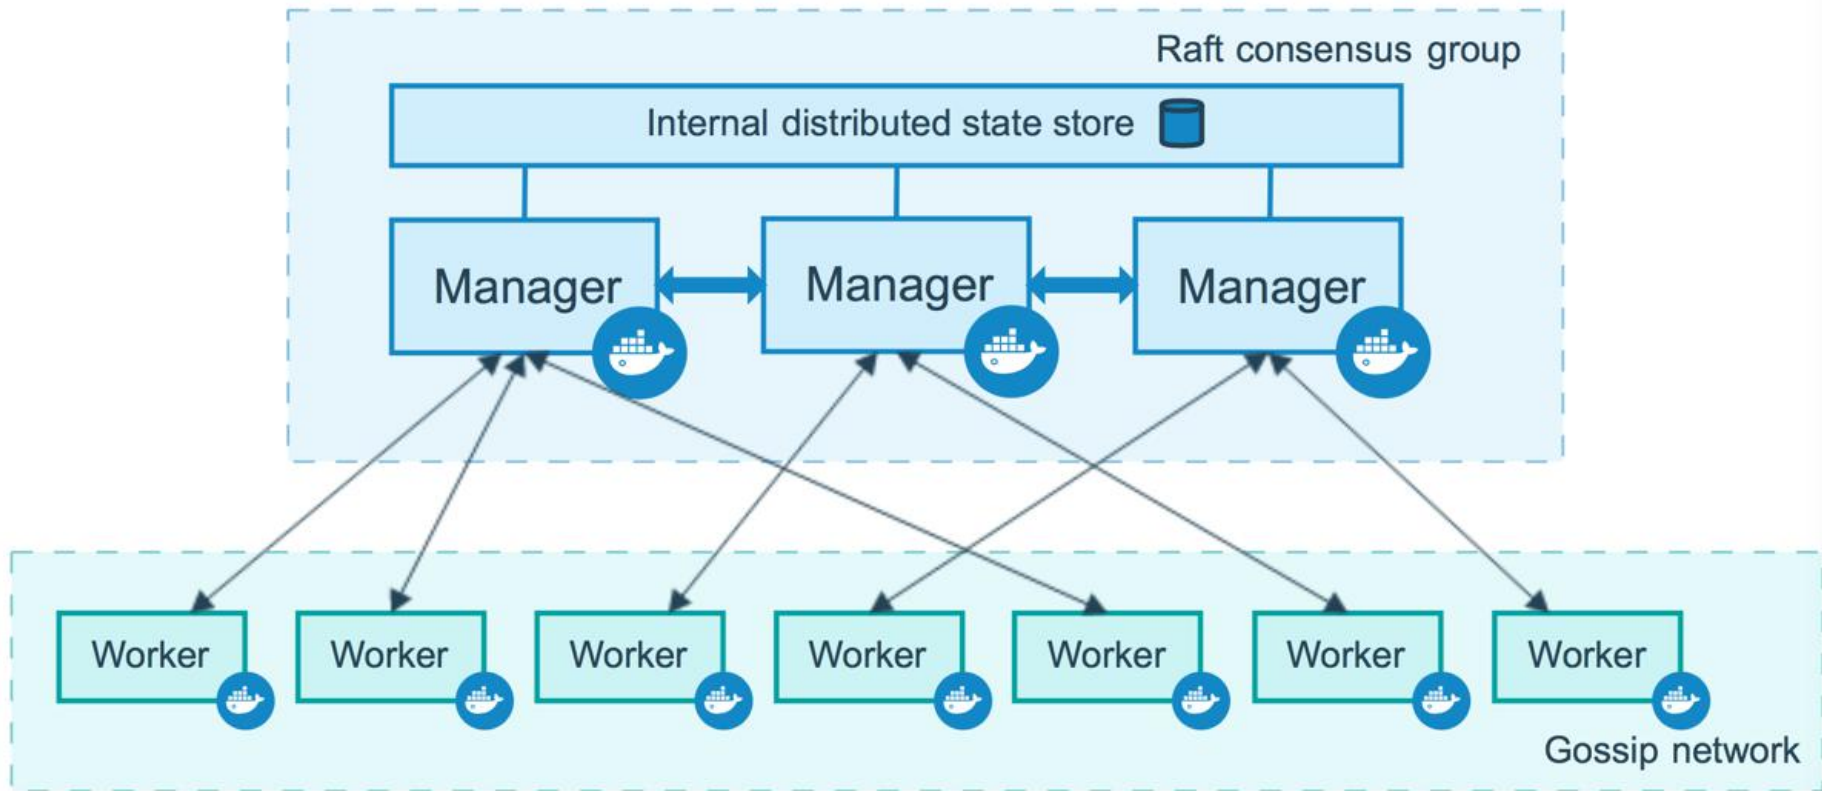 Raft consensus group
Internal distributed state store
Manager
Manager
Manager
Worker
Worker
Worker
Worker
Worker
Worker
Worker
Gossip network